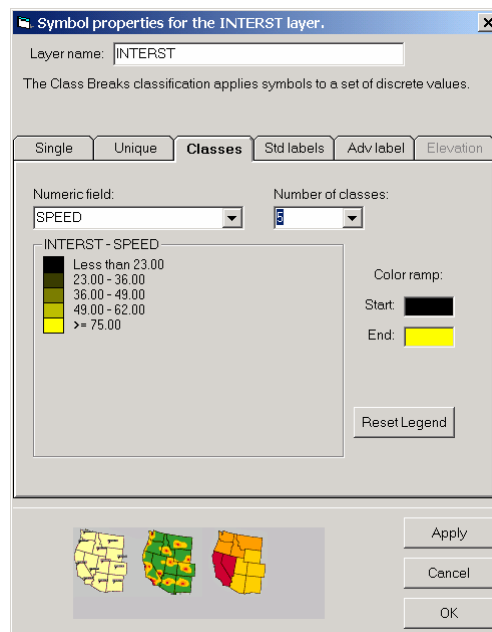 Symbol properties for the INTERST layer.
Layer name: INTERST
The Class Breaks classification applies symbols to a set of discrete values.
Single Unique Classes Std labels Adv label Elevation
Numeric field: Number of classes:
SPEED 5
INTERST - SPEED
Less than 23.00
23.00 - 36.00
36.00 - 49.00
49.00 - 62.00
>= 75.00
Color ramp:
Start:
End:
Reset Legend
Apply
Cancel
OK